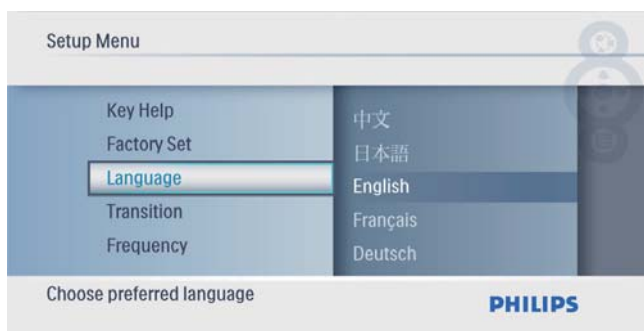 Setup Menu
Key Help
Factory Set
Language
Transition
Frequency
中文
日本語
English
Français
Deutsch
Choose preferred language
PHILIPS